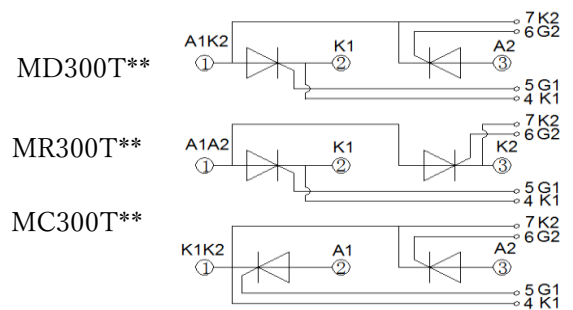 7 K2
6 G2
A1K2 K1 A2
MD300T** ① ② ③
5 G1
4 K1
7 K2
6 G2
MR300T** A1A2 K1 K2
① ② ③
5 G1
4 K1
MC300T**
7 K2
6 G2
K1K2 A1 A2
① ② ③
5 G1
4 K1